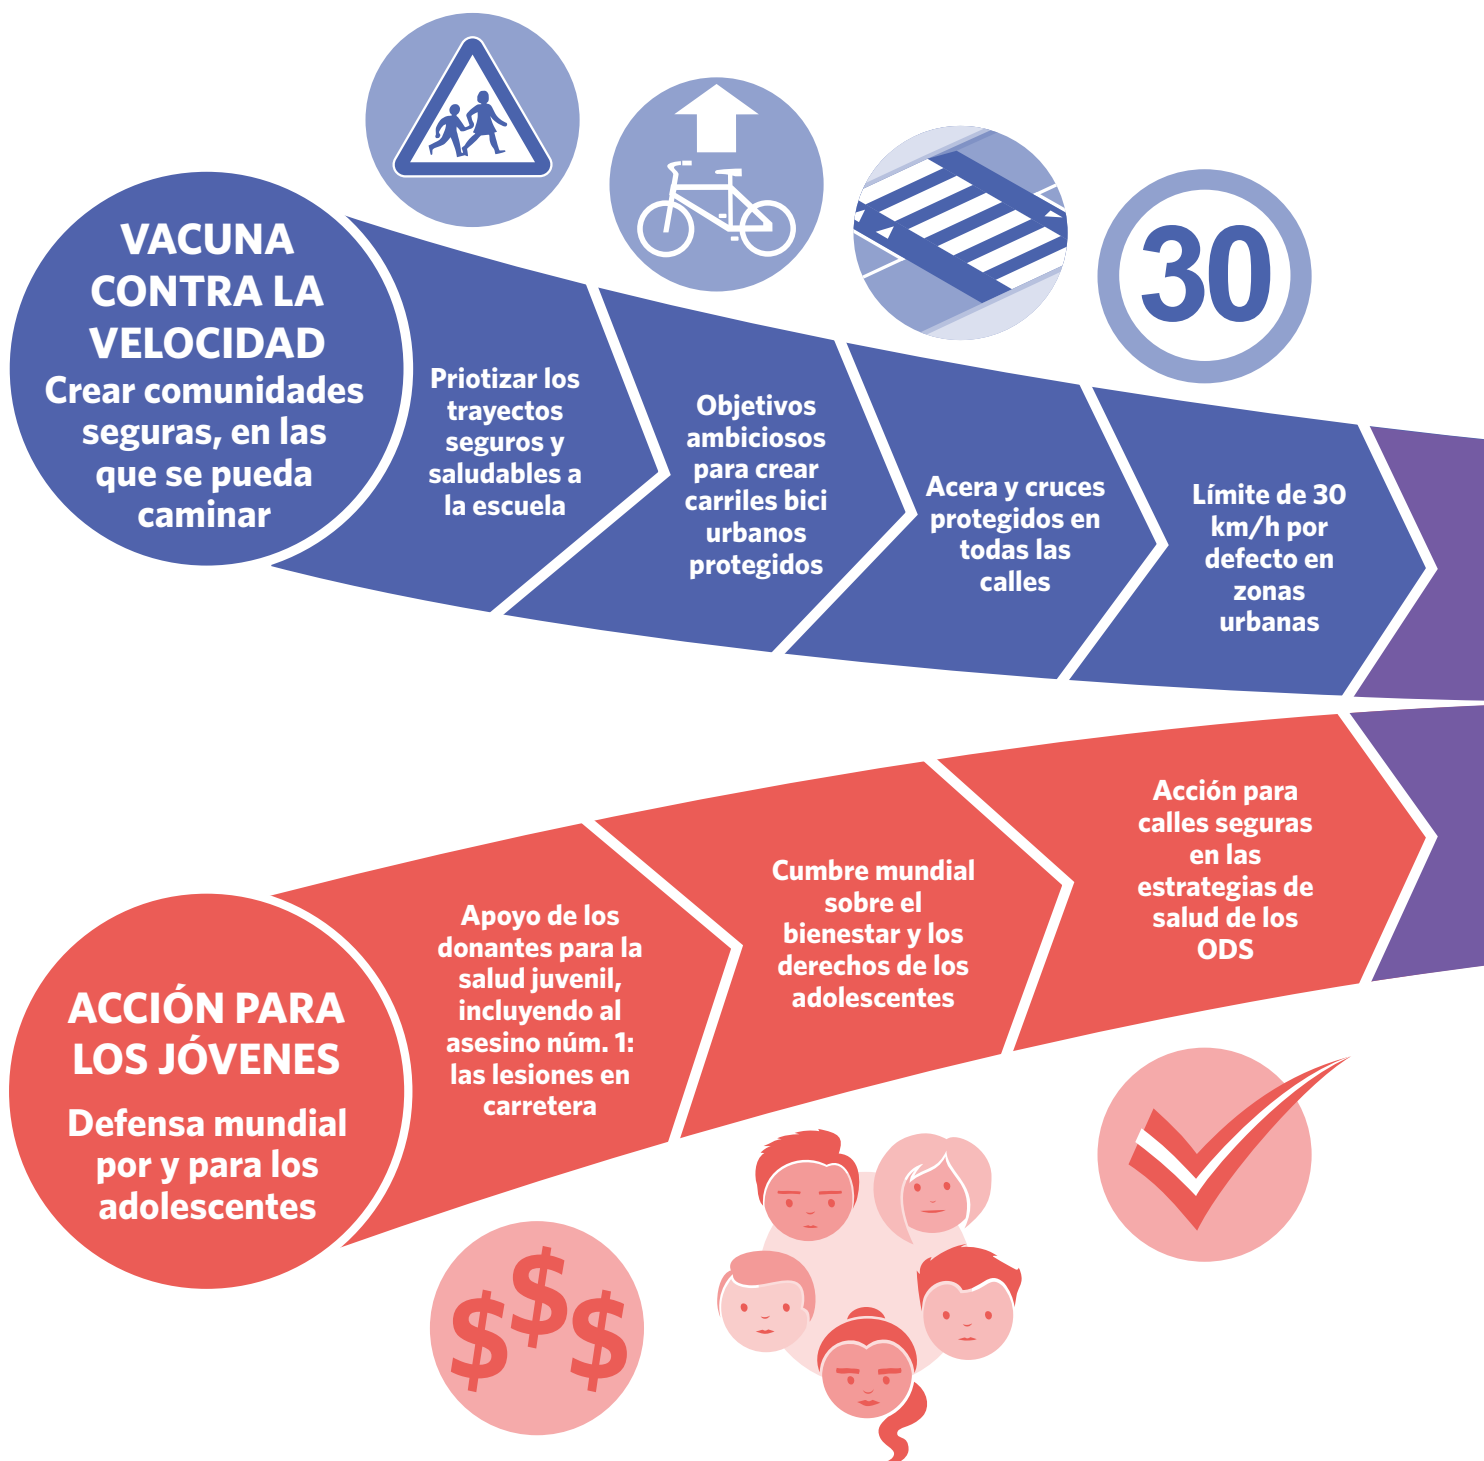 VACUNA
CONTRA LA
VELOCIDAD
Crear comunidades
seguras, en las
que se pueda
caminar
Priotizar los
trayectos
seguros y
saludables a
la escuela
Objetivos
ambiciosos
para crear
carriles bici
urbanos
protegidos
Acera y cruces
protegidos en
todas las
calles
30
Límite de 30
km/h por
defecto en
zonas
urbanas
ACCIÓN PARA
LOS JÓVENES
Defensa mundial
por y para los
adolescentes
Apoyo de los
donantes para la
salud juvenil,
incluyendo al
asesino núm. 1:
las lesiones en
carretera
Cumbre mundial
sobre el
bienestar y los
derechos de los
adolescentes
Acción para
calles seguras
en las
estrategias de
salud de los
ODS
$$$